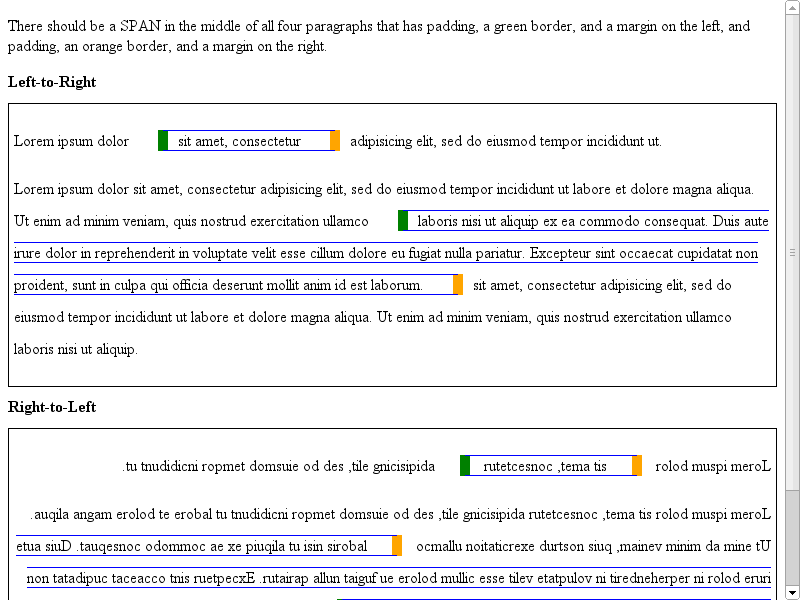 There should be a SPAN in the middle of all four paragraphs that has padding, a green border, and a margin on the left, and
padding, an orange border, and a margin on the right.
Left-to-Right
Lorem ipsum dolor sit amet, consectetur adipisicing elit, sed do eiusmod tempor incididunt ut.
Lorem ipsum dolor sit amet, consectetur adipisicing elit, sed do eiusmod tempor incididunt ut labore et dolore magna aliqua.
Ut enim ad minim veniam, quis nostrud exercitation ullamco laboris nisi ut aliquip ex ea commodo consequat. Duis aute
irure dolor in reprehenderit in voluptate velit esse cillum dolore eu fugiat nulla pariatur. Excepteur sint occaecat cupidatat non
proident, sunt in culpa qui officia deserunt mollit anim id est laborum. sit amet, consectetur adipisicing elit, sed do
eiusmod tempor incididunt ut labore et dolore magna aliqua. Ut enim ad minim veniam, quis nostrud exercitation ullamco
laboris nisi ut aliquip.
Right-to-Left
.tu tnudidicni ropmet domsuie od des ,tile gnicisipida rutetcesnoc ,tema tis rolod muspi meroL
.auqila angam erolod te erobal tu tnudidicni ropmet domsuie od des ,tile gnicisipida rutetcesnoc ,tema tis rolod muspi meroL
etua siuD .tauqesnoc odommoc ae xe piuqila tu isin sirobal ocmallu noitaticrexe durtson siuq ,mainev minim da mine tU
non tatadipuc taceacco tnis ruetpecxE .rutairap allun taiguf ue erolod mullic esse tilev etatpulov ni tiredneherper ni rolod eruri